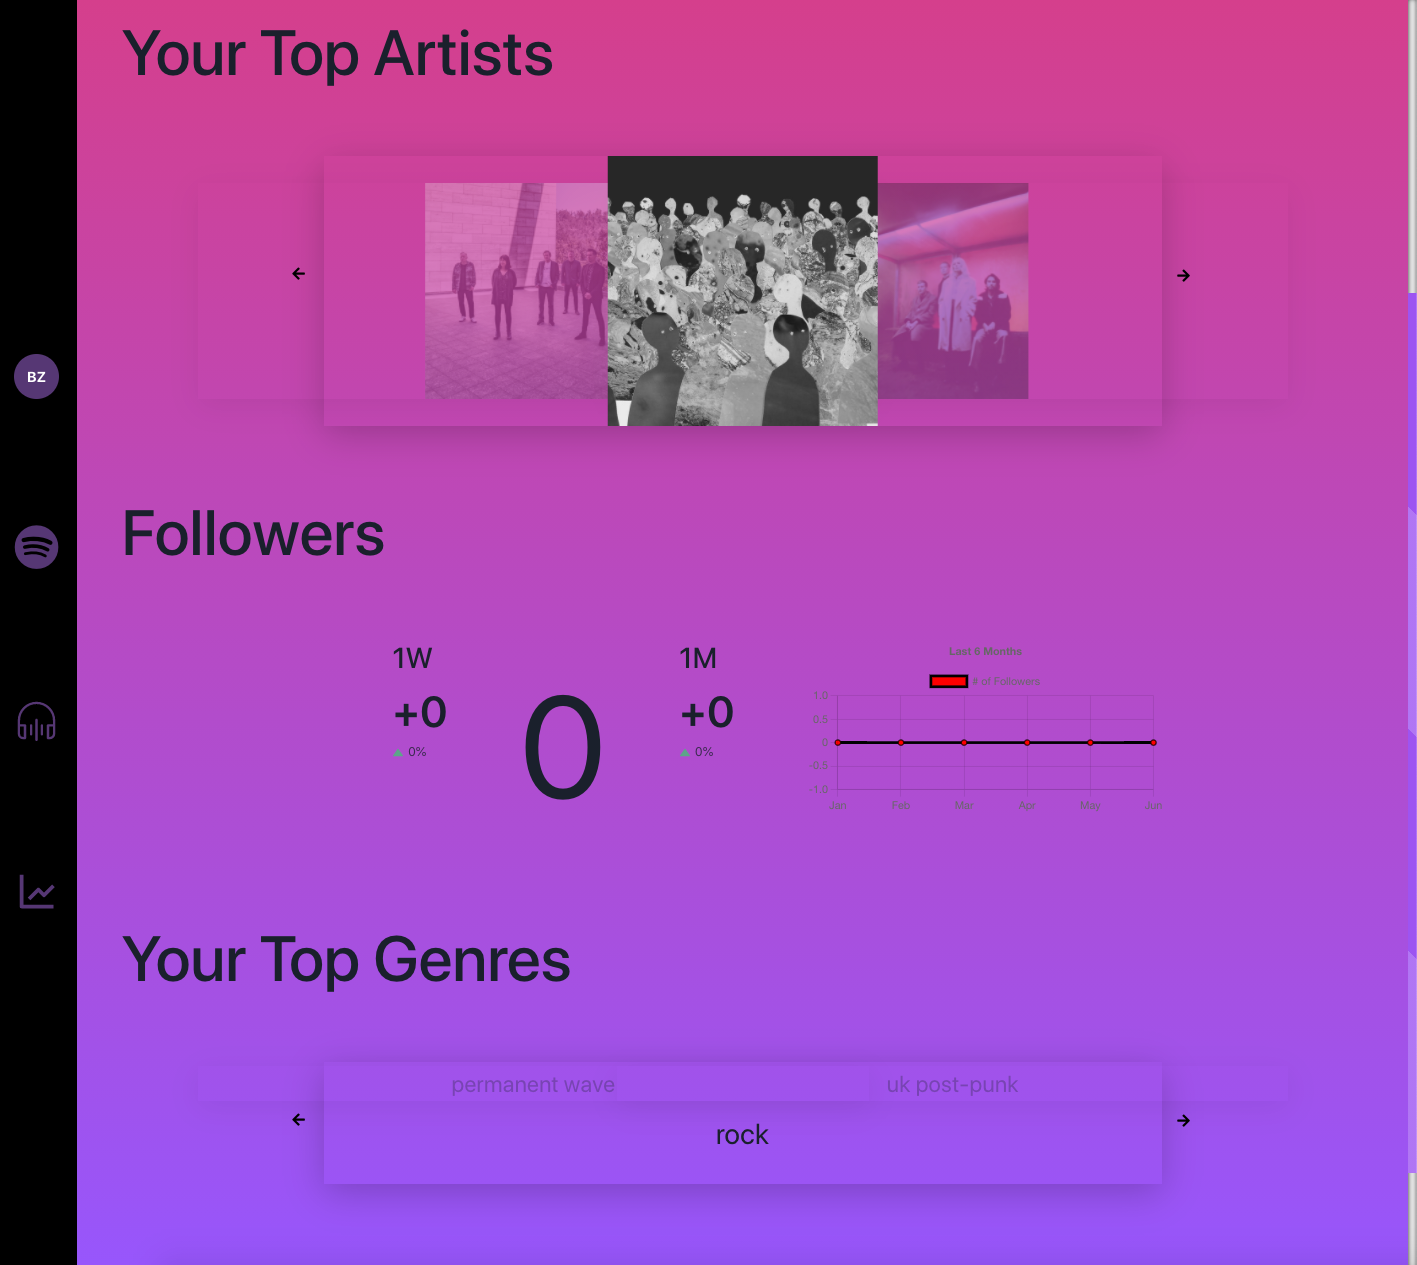 Your Top Artists
BZ
Followers
1W
+0
0%
0
1M
+0
0%
Last 6 Months
# of Followers
1.0
0.5
0
-0.5
-1.0
Jan Feb Mar Apr May Jun
Your Top Genres
permanent wave
uk post-punk
rock